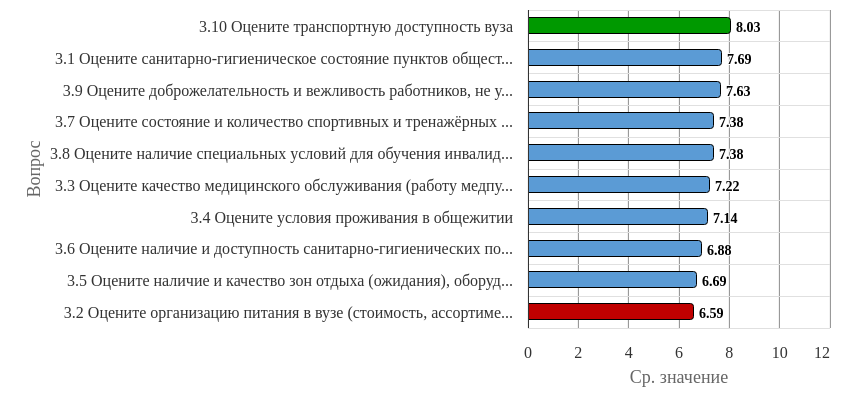 3.10 Оцените транспортную доступность вуза 8.03
3.1 Оцените санитарно-гигиеническое состояние пунктов общест... 7.69
3.9 Оцените доброжелательность и вежливость работников, не у... 7.63
3.7 Оцените состояние и количество спортивных и тренажёрных ... 7.38
3.8 Оцените наличие специальных условий для обучения инвалид... 7.38
3.3 Оцените качество медицинского обслуживания (работу медпу... 7.22
3.4 Оцените условия проживания в общежитии 7.14
3.6 Оцените наличие и доступность санитарно-гигиенических по... 6.88
3.5 Оцените наличие и качество зон отдыха (ожидания), оборуд... 6.69
3.2 Оцените организацию питания в вузе (стоимость, ассортиме... 6.59
Вопрос
0 2 4 6 8 10 12
Ср. значение